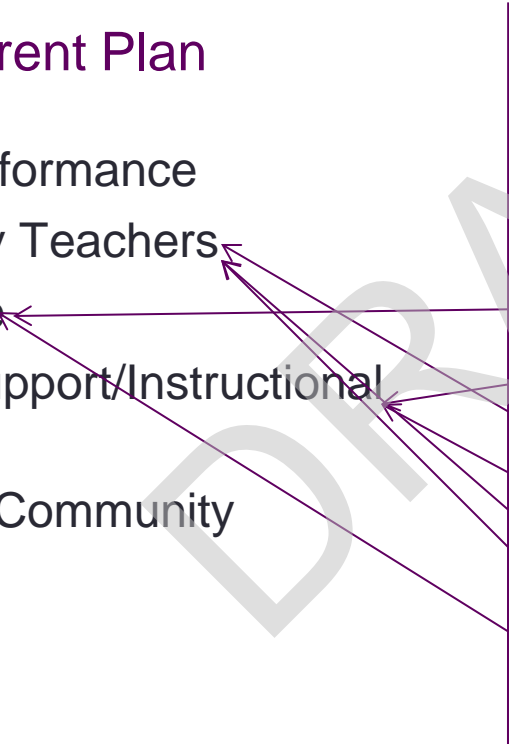 rent Plan
formance
y Teachers
pport/Instructional
Community
DRA